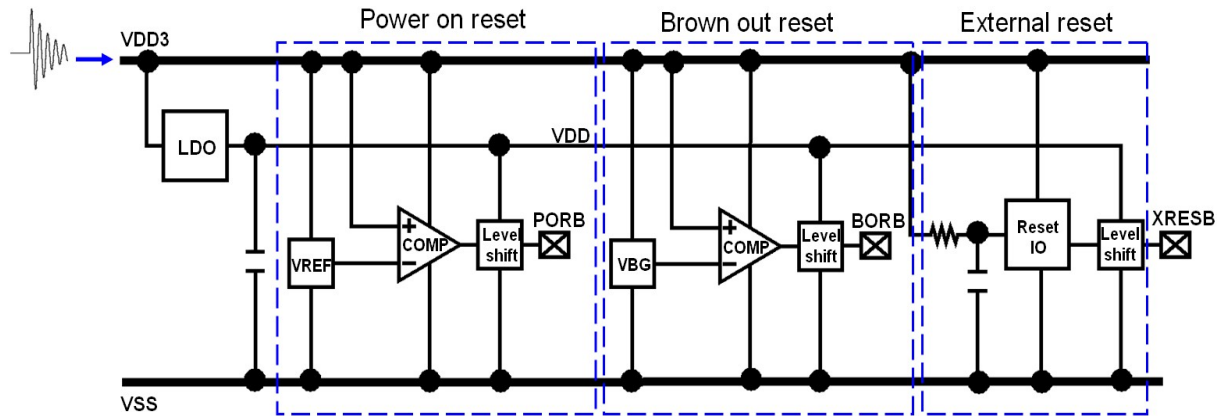 Power on reset
Brown out reset
External reset
VDD3
LDO
VDD
PORB
BORB
XRESB
+
COMP
−
Level
shift
VREF
+
COMP
−
Level
shift
VBG
Reset
IO
Level
shift
VSS